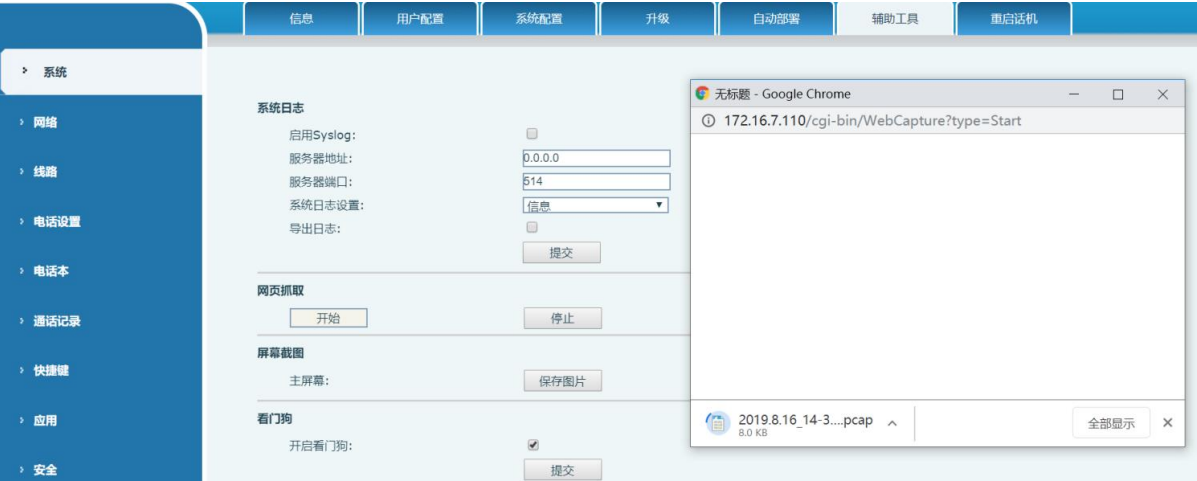 信息 用户配置 系统配置 升级 自动部署 辅助工具 重启话机
系统
网络
线路
电话设置
电话本
通话记录
快捷键
应用
安全
系统日志
启用Syslog:
服务器地址: 0.0.0.0
服务器端口: 514
系统日志设置: 信息
导出日志:
提交
网页抓取
开始 停止
屏幕截图
主屏幕: 保存图片
看门狗
开启看门狗:
提交
无标题 - Google Chrome
172.16.7.110/cgi-bin/WebCapture?type=Start
2019.8.16_14-3....pcap
8.0 KB
全部显示